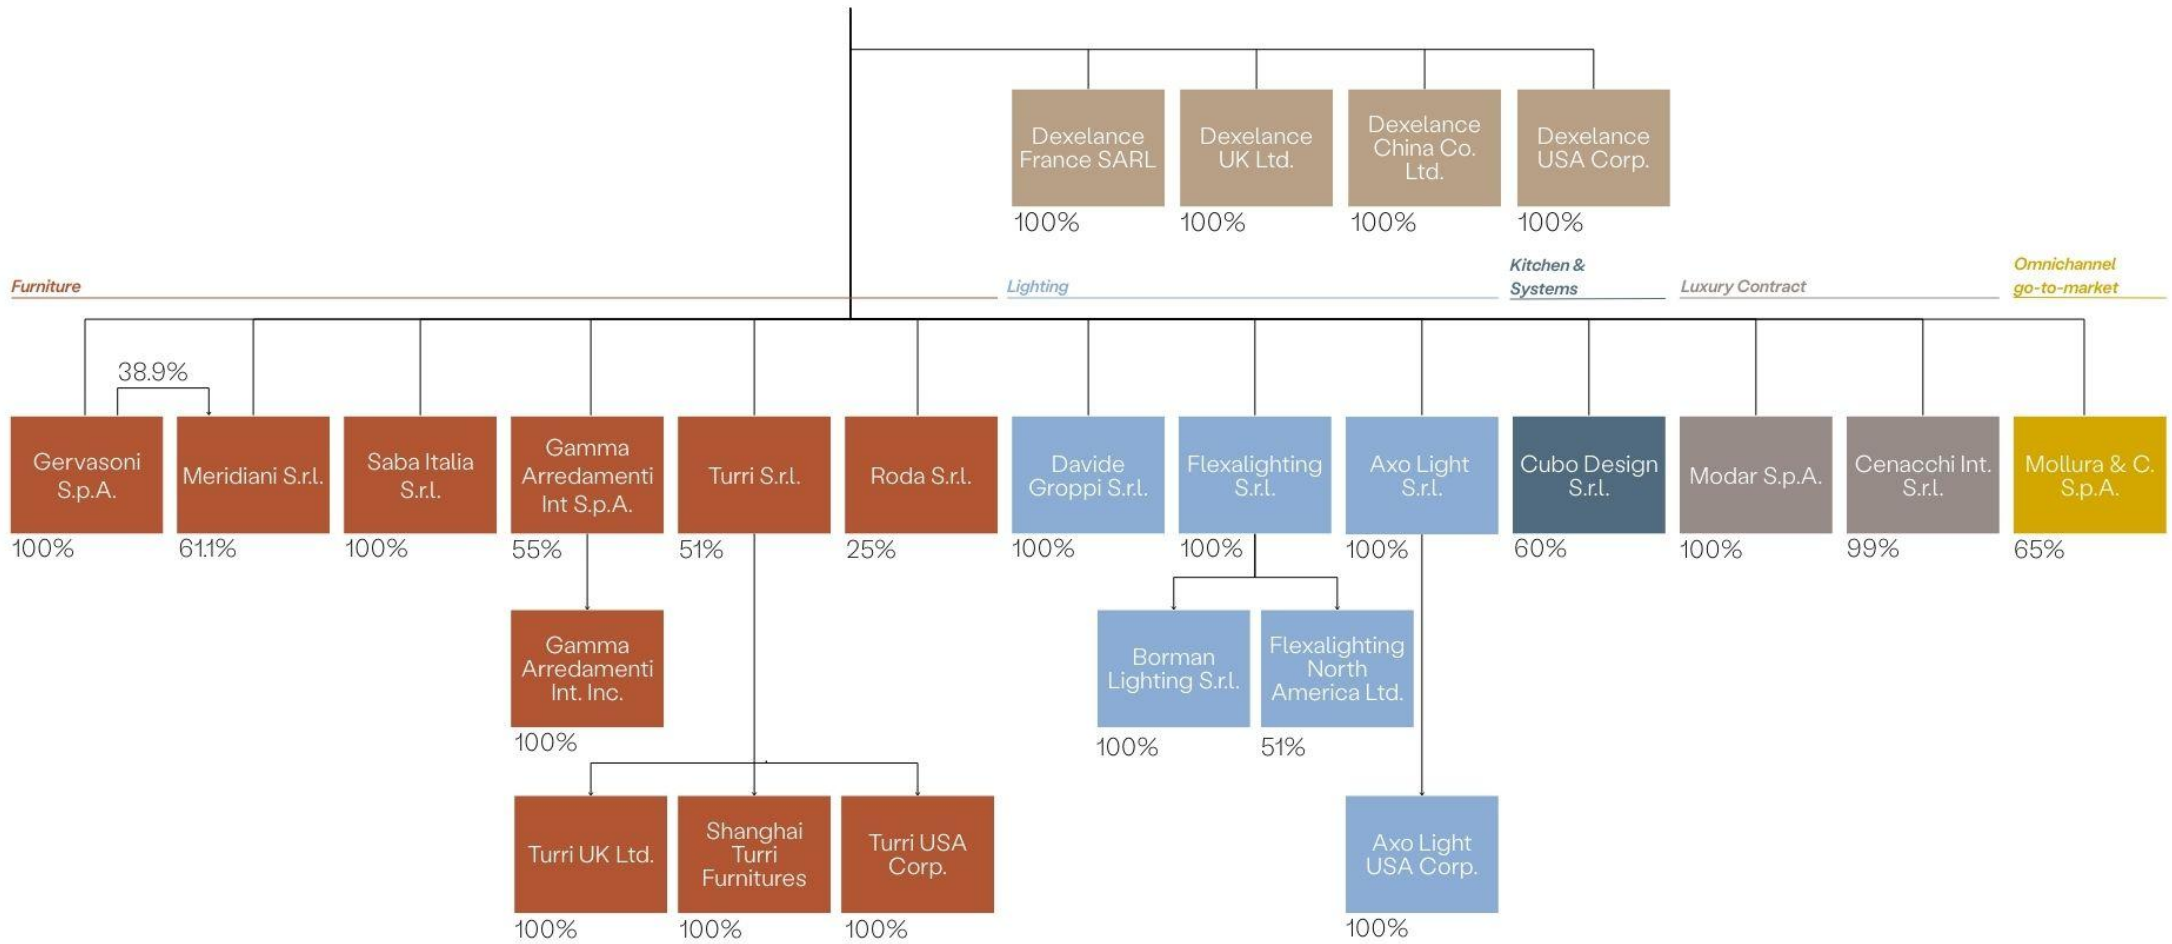 Dexelance
France SARL
100%
Dexelance
UK Ltd.
100%
Dexelance
China Co.
Ltd.
100%
Dexelance
USA Corp.
100%
Furniture
Lighting
Kitchen &
Systems
Luxury Contract
Omnichannel
go-to-market
38.9%
Gervasoni
S.p.A.
100%
Meridiani S.r.l.
61.1%
Saba Italia
S.r.l.
100%
Gamma
Arredamenti
Int S.p.A.
55%
Turri S.r.l.
51%
Roda S.r.l.
25%
Davide
Groppi S.r.l.
100%
Flexalighting
S.r.l.
100%
Axo Light
S.r.l.
100%
Cubo Design
S.r.l.
60%
Modar S.p.A.
100%
Cenacchi Int.
S.r.l.
99%
Mollura & C.
S.p.A.
65%
Gamma
Arredamenti
Int. Inc.
100%
Borman
Lighting S.r.l.
100%
Flexalighting
North
America Ltd.
51%
Turri UK Ltd.
100%
Shanghai
Turri
Furnitures
100%
Turri USA
Corp.
100%
Axo Light
USA Corp.
100%